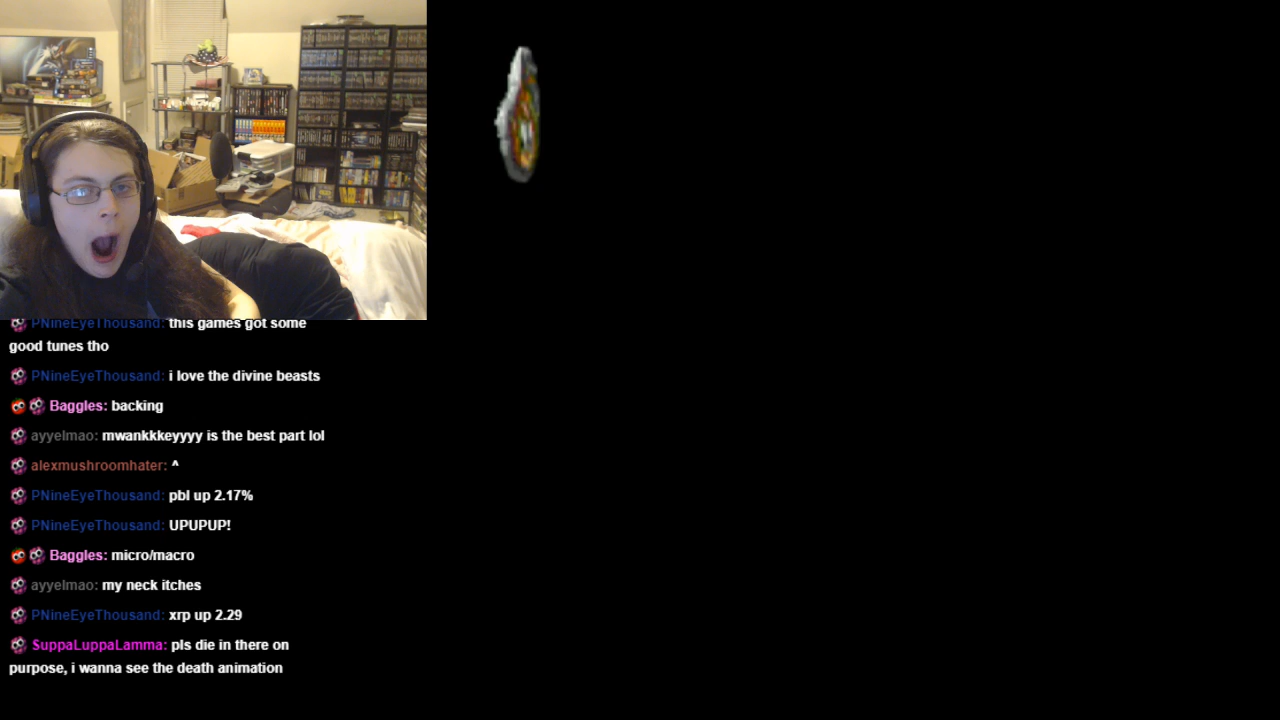 PNineEyeThousand: this games got some
good tunes tho
PNineEyeThousand: i love the divine beasts
Baggles: backing
ayyelmao: mwankkkeyyyy is the best part lol
alexmushroomhater: ^
PNineEyeThousand: pbl up 2.17%
PNineEyeThousand: UPUPUP!
Baggles: micro/macro
ayyelmao: my neck itches
PNineEyeThousand: xrp up 2.29
SuppaLuppaLamma: pls die in there on
purpose, i wanna see the death animation